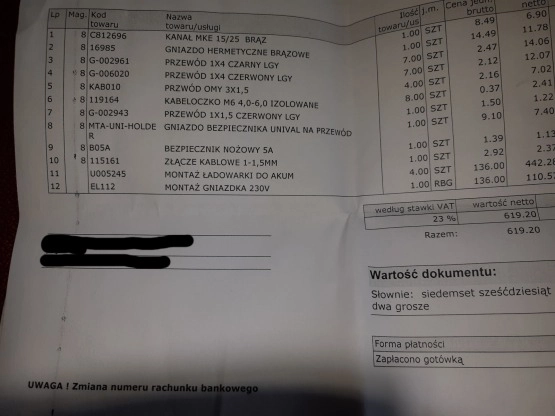 Lp Mag. Kod towaru Nazwa towaru/usługi Ilość towaru/us j.m. Cena jedn brutto netto
1 8 C812696 KANAŁ MKE 15/25 BRĄZ 1.00 SZT 8.49 6.90
2 8 16985 GNIAZDO HERMETYCZNE BRĄZOWE 1.00 SZT 14.49 11.78
3 8 G-002961 PRZEWÓD 1X4 CZARNY LGY 7.00 SZT 2.47 14.06
4 8 G-006020 PRZEWÓD 1X4 CZERWONY LGY 7.00 SZT 2.12 12.07
5 8 KAB010 PRZWÓD OMY 3X1,5 4.00 SZT 2.16 7.02
6 8 119164 KABELOCZKO M6 4,0-6,0 IZOLOWANE 8.00 SZT 0.37 2.41
7 8 G-002943 PRZEWÓD 1X1,5 CZERWONY LGY 1.00 SZT 1.50 1.22
8 8 MTA-UNI-HOLDE GNIAZDO BEZPIECZNIKA UNIVAL NA PRZEWÓD 1.00 SZT 9.10 7.40
R
9 8 B05A BEZPIECZNIK NOŻOWY 5A 1.00 SZT 1.39 1.13
10 8 115161 ZŁĄCZE KABLOWE 1-1,5MM 1.00 SZT 2.92 2.37
11 8 U005245 MONTAŻ ŁADOWARKI DO AKUM 4.00 SZT 136.00 442.28
12 8 EL112 MONTAŻ GNIAZDKA 230V 1.00 RBG 136.00 110.57
według stawki VAT wartość netto
23 % 619.20
Razem: 619.20
Wartość dokumentu:
Słownie: siedemset sześćdziesiąt
dwa grosze
Forma płatności
Zapłacono gotówką
UWAGA ! Zmiana numeru rachunku bankowego